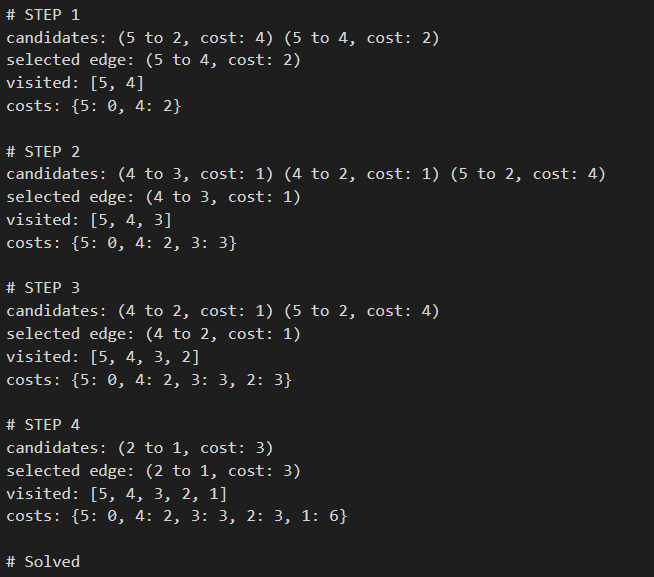 # STEP 1
candidates: (5 to 2, cost: 4) (5 to 4, cost: 2)
selected edge: (5 to 4, cost: 2)
visited: [5, 4]
costs: {5: 0, 4: 2}
# STEP 2
candidates: (4 to 3, cost: 1) (4 to 2, cost: 1) (5 to 2, cost: 4)
selected edge: (4 to 3, cost: 1)
visited: [5, 4, 3]
costs: {5: 0, 4: 2, 3: 3}
# STEP 3
candidates: (4 to 2, cost: 1) (5 to 2, cost: 4)
selected edge: (4 to 2, cost: 1)
visited: [5, 4, 3, 2]
costs: {5: 0, 4: 2, 3: 3, 2: 3}
# STEP 4
candidates: (2 to 1, cost: 3)
selected edge: (2 to 1, cost: 3)
visited: [5, 4, 3, 2, 1]
costs: {5: 0, 4: 2, 3: 3, 2: 3, 1: 6}
# Solved